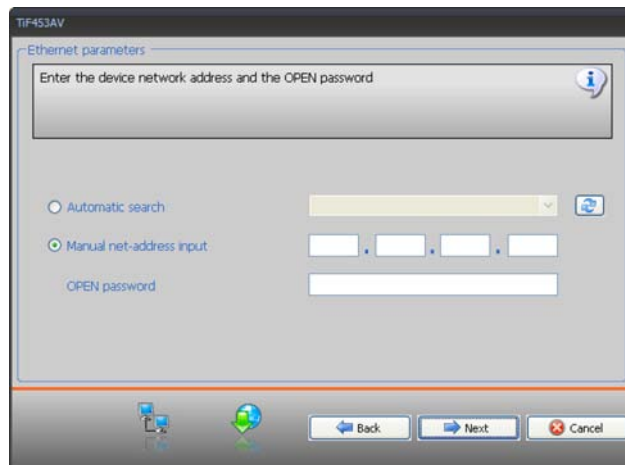 TiF453AV
Ethernet parameters
Enter the device network address and the OPEN password
Automatic search
Manual net-address input
. . .
OPEN password
Back Next Cancel